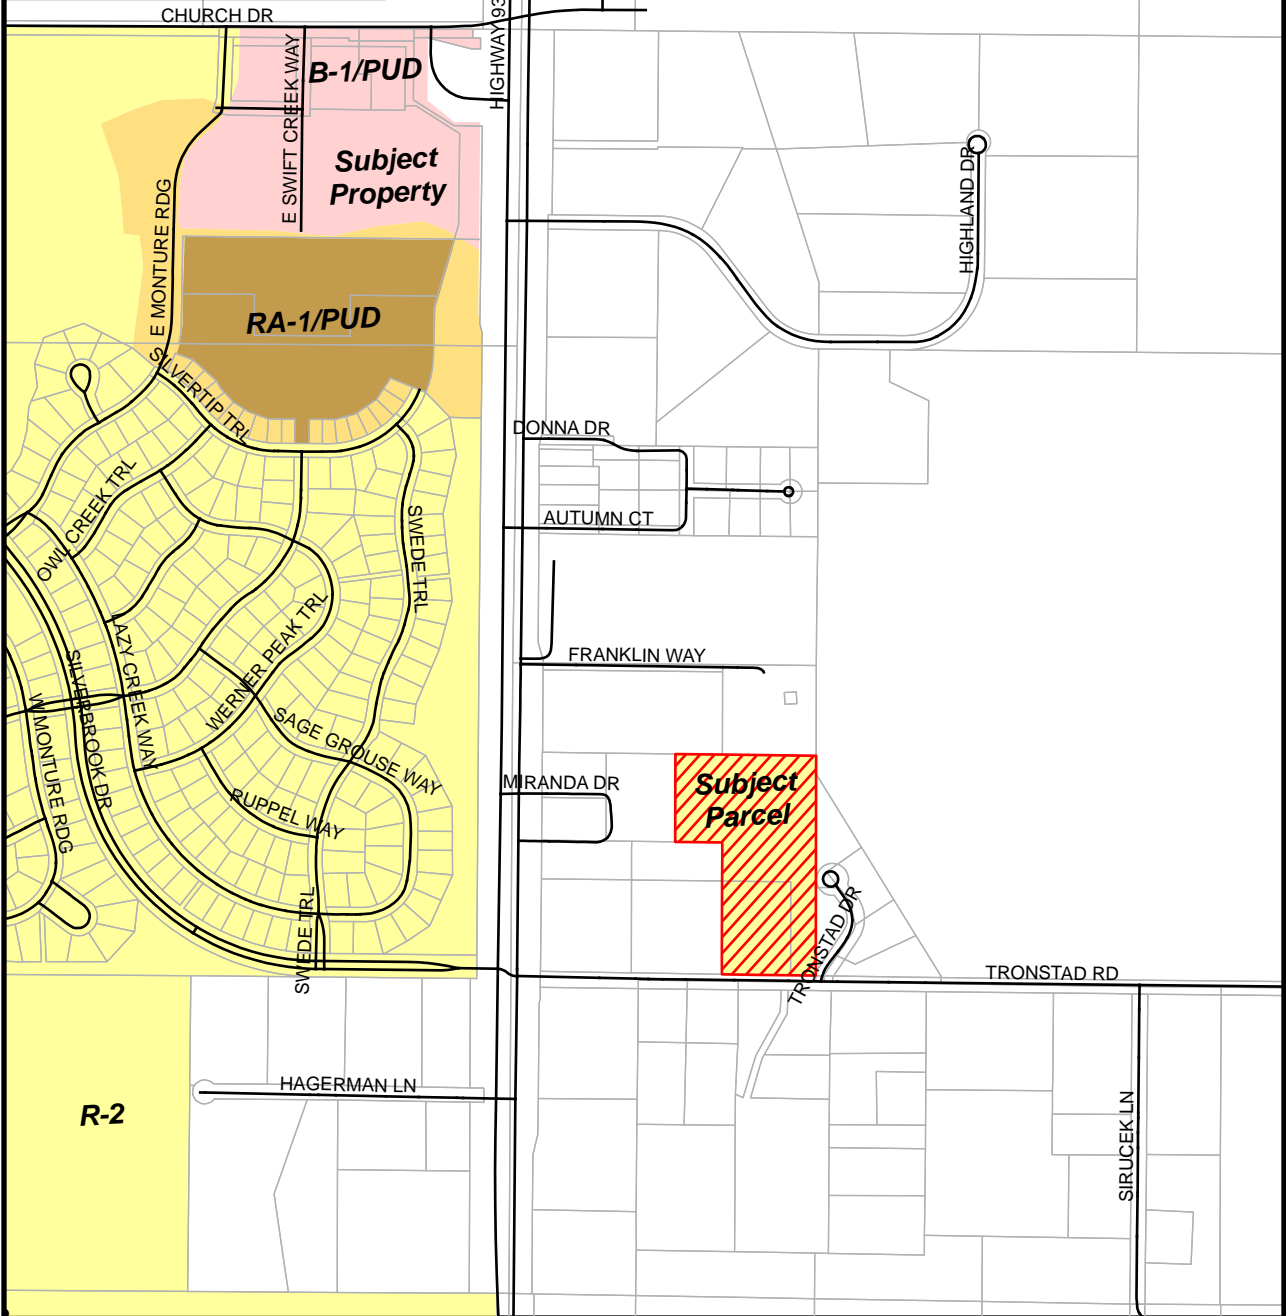 CHURCH DR
HIGHWAY 93
B-1/PUD
E SWIFT CREEK WAY
Subject
Property
E MONTURE RDG
HIGHLAND DR
RA-1/PUD
SILVERTIP TRL
DONNA DR
OWL CREEK TRL
AUTUMN CT
SWEDE TRL
LAZY CREEK WAY
WERNER PEAK TRL
FRANKLIN WAY
SILVERBROOK DR
W MONTURE RDG
SAGE GROUSE WAY
MIRANDA DR
Subject
Parcel
RUPPEL WAY
SWEDE TRL
TRONSTAD DR
TRONSTAD RD
HAGERMAN LN
R-2
SIRUCEK LN